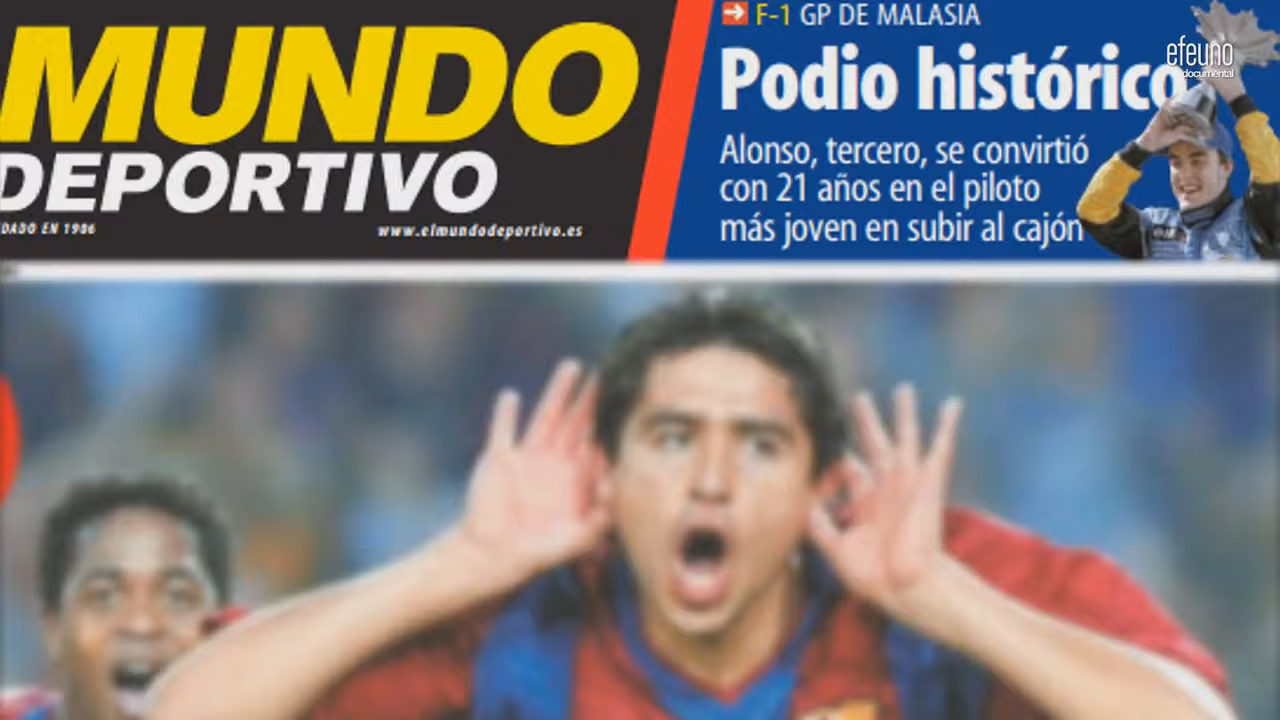 MUNDO
DEPORTIVO
DADO EN 1906
www.elmundodeportivo.es
F-1 GP DE MALASIA
Podio histórico
Alonso, tercero, se convirtió
con 21 años en el piloto
más joven en subir al cajón
efeuno
documental